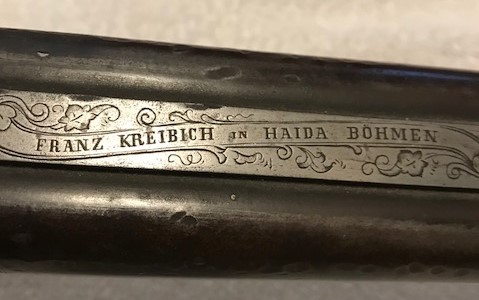 FRANZ KREIBICH IN HAIDA BÖHMEN